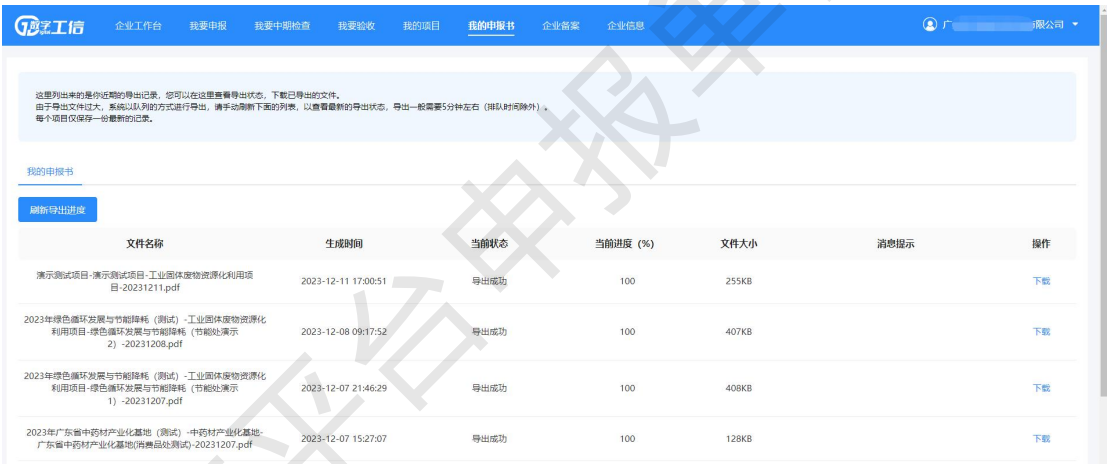 数字工信 企业工作台 我要申报 我要中期检查 我要验收 我的项目 我的申报书 企业备案 企业信息 广 限公司
这里列出来的是你近期的导出记录，您可以在这里查看导出状态，下载已导出的文件。
由于导出文件过大，系统以队列的方式进行导出，请手动刷新下面的列表，以查看最新的导出状态，导出一般需要5分钟左右（排队时间除外）。
每个项目仅保存一份最新的记录。
我的申报书
刷新导出进度
文件名称 生成时间 当前状态 当前进度（%） 文件大小 消息提示 操作
演示测试项目-演示测试项目-工业固体废物资源化利用项
目-20231211.pdf 2023-12-11 17:00:51 导出成功 100 255KB 下载
2023年绿色循环发展与节能降耗（测试）-工业固体废物资源化
利用项目-绿色循环发展与节能降耗（节能处演示 2023-12-08 09:17:52 导出成功 100 407KB 下载
2）-20231208.pdf
2023年绿色循环发展与节能降耗（测试）-工业固体废物资源化
利用项目-绿色循环发展与节能降耗（节能处演示 2023-12-07 21:46:29 导出成功 100 408KB 下载
1）-20231207.pdf
2023年广东省中药材产业化基地（测试）-中药材产业化基地-
广东省中药材产业化基地(消费品处测试)-20231207.pdf 2023-12-07 15:27:07 导出成功 100 128KB 下载
平台申报单